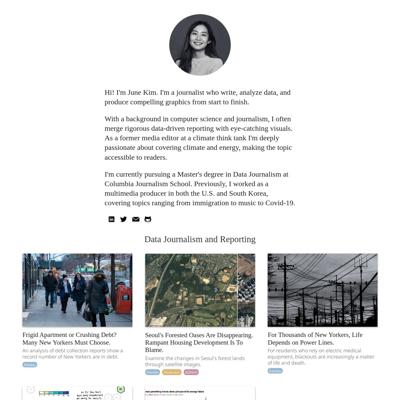 Hi! I'm June Kim. I'm a journalist who write, analyze data, and
produce compelling graphics from start to finish.
With a background in computer science and journalism, I often
merge rigorous data-driven reporting with eye-catching visuals.
As a former media editor at a climate think tank I'm deeply
passionate about covering climate and energy, making the topic
accessible to readers.
I'm currently pursuing a Master's degree in Data Journalism at
Columbia Journalism School. Previously, I worked as a
multimedia producer in both the U.S. and South Korea,
covering topics ranging from immigration to music to Covid-19.
Data Journalism and Reporting
Frigid Apartment or Crushing Debt?
Many New Yorkers Must Choose.
An analysis of debt collection reports show a
record number of New Yorkers are in debt.
Seoul's Forested Oases Are Disappearing.
Rampant Housing Development Is To
Blame.
Examine the changes in Seoul's forest lands
through satellite images.
For Thousands of New Yorkers, Life
Depends on Power Lines.
For residents who rely on electric medical
equipment, blackouts are increasingly a matter
of life and death.